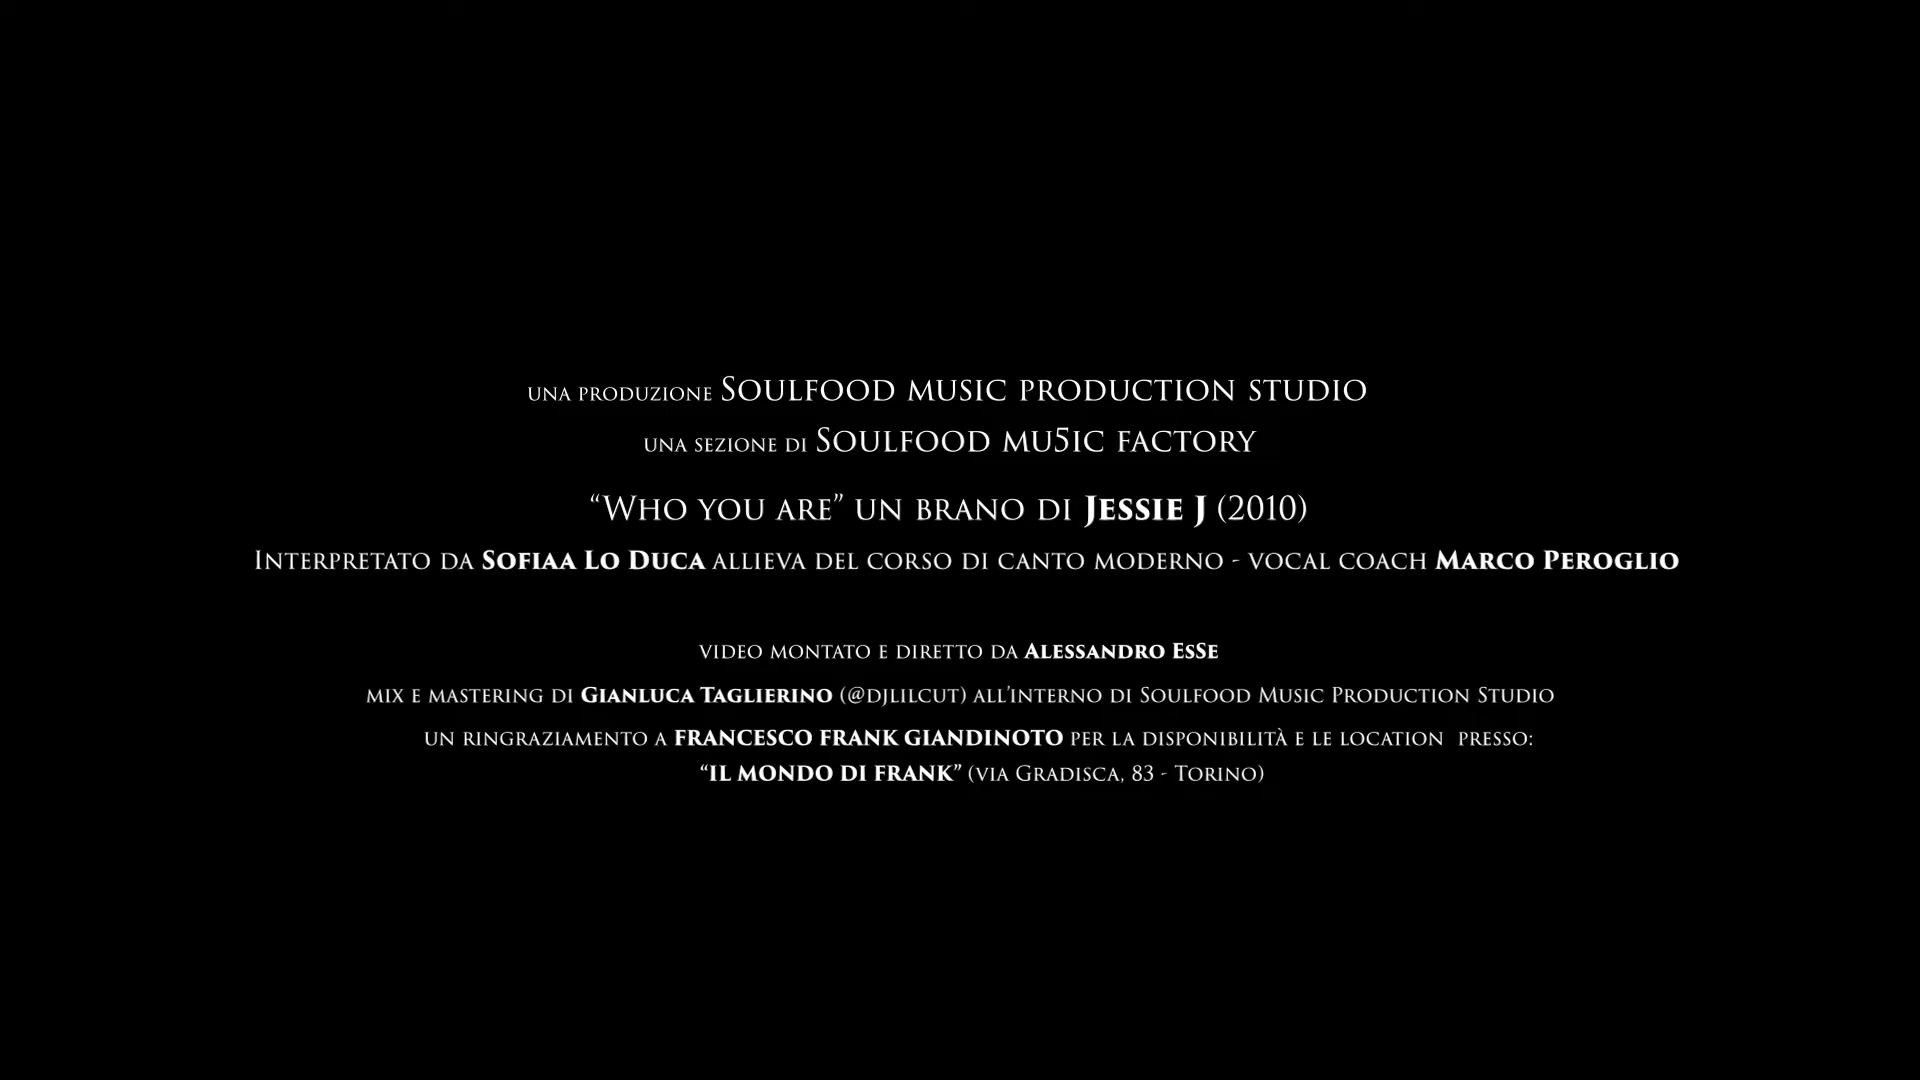 una produzione Soulfood music production studio
una sezione di Soulfood mu5ic factory
“Who you are” un brano di Jessie J (2010)
Interpretato da Sofiaa Lo Duca allieva del corso di canto moderno - vocal coach Marco Peroglio
video montato e diretto da Alessandro EsSe
mix e mastering di Gianluca Taglierino (@djlilcut) all’interno di Soulfood Music Production Studio
un ringraziamento a FRANCESCO FRANK GIANDINOTO per la disponibilità e le location presso:
“IL MONDO DI FRANK” (via Gradisca, 83 - Torino)